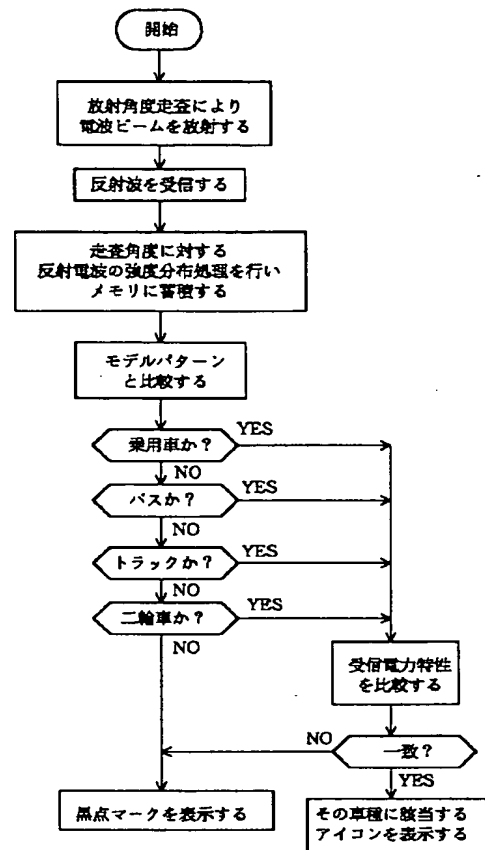 開始
放射角度走査により
電波ビームを放射する
反射波を受信する
走査角度に対する
反射電波の強度分布処理を行い
メモリに蓄積する
モデルパターン
と比較する
乗用車か？
YES
NO
バスか？
YES
NO
トラックか？
YES
NO
二輪車か？
YES
NO
受信電力特性
を比較する
NO
一致？
YES
黒点マークを表示する
その車種に該当する
アイコンを表示する